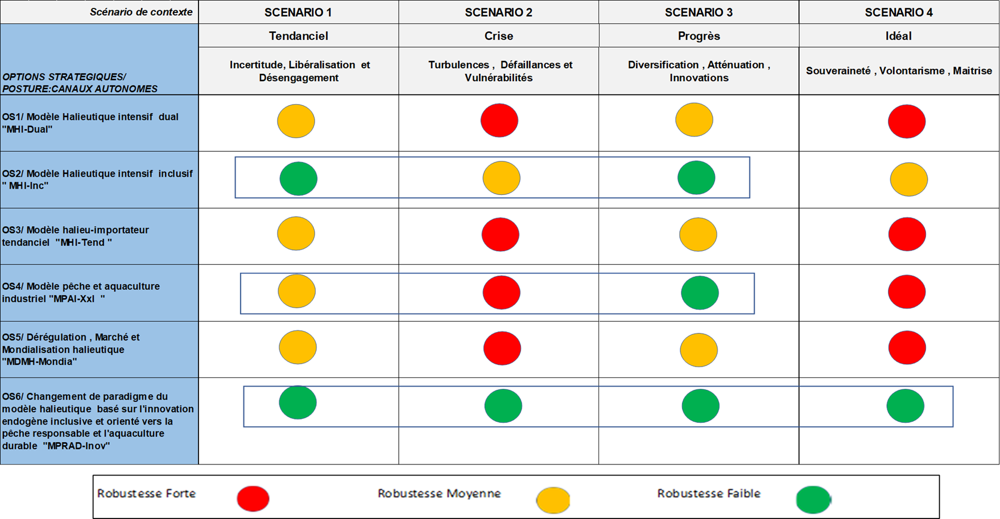 Scénario de contexte
SCENARIO 1
SCENARIO 2
SCENARIO 3
SCENARIO 4
Tendanciel
Crise
Progrès
Idéal
OPTIONS STRATEGIQUES/
POSTURE:CANAUX AUTONOMES
Incertitude, Libéralisation et
Désengagement
Turbulences , Défaillances et
Vulnérabilités
Diversification , Atténuation ,
Innovations
Souveraineté , Volontarisme , Maitrise
OS1/ Modèle Halieutique intensif dual
"MHI-Dual"
OS2/ Modèle Halieutique intensif inclusif
" MHI-Inc"
OS3/ Modèle halieu-importateur
tendanciel "MHI-Tend "
OS4/ Modèle pêche et aquaculture
industriel "MPAI-XxI "
OS5/ Dérégulation , Marché et
Mondialisation halieutique
"MDMH-Mondia"
OS6/ Changement de paradigme du
modèle halieutique basé sur l'innovation
endogène inclusive et orienté vers la
pêche responsable et l'aquaculture
durable "MPRAD-Inov"
Robustesse Forte
Robustesse Moyenne
Robustesse Faible